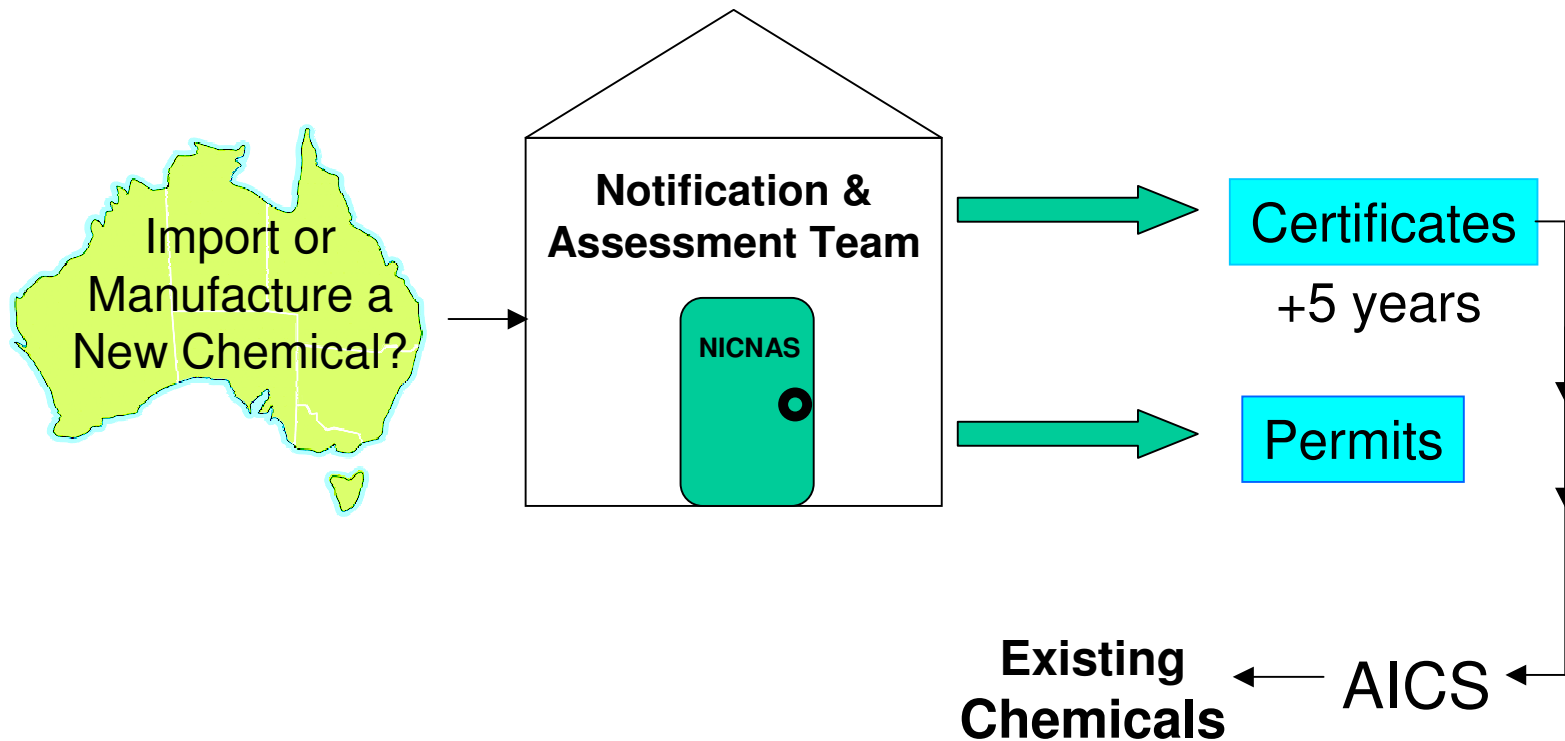 Import or
Manufacture a
New Chemical?
Notification &
Assessment Team
NICNAS
Certificates
+5 years
Permits
Existing
Chemicals
AICS